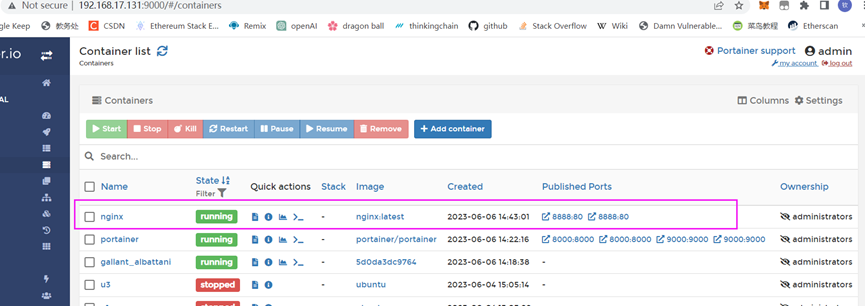 Not secure | 192.168.17.131:9000/#/containers
gle Keep 教务处 CSDN Ethereum Stack E... Remix openAI dragon ball thinkingchain github Stack Overflow Wiki Damn Vulnerable... 菜鸟教程 Etherscan
er.io
Container list
Portainer support admin
Containers
my account log out
AL
Containers
Columns Settings
Start Stop Kill Restart Pause Resume Remove + Add container
Search...
Name State Filter Quick actions Stack Image Created Published Ports Ownership
nginx running - nginx:latest 2023-06-06 14:43:01 8888:80 8888:80 administrators
portainer running - portainer/portainer 2023-06-06 14:22:16 8000:8000 8000:8000 9000:9000 9000:9000 administrators
gallant_albattani running - 5d0da3dc9764 2023-06-06 14:18:38 - administrators
u3 stopped - ubuntu 2023-06-04 15:05:14 - administrators